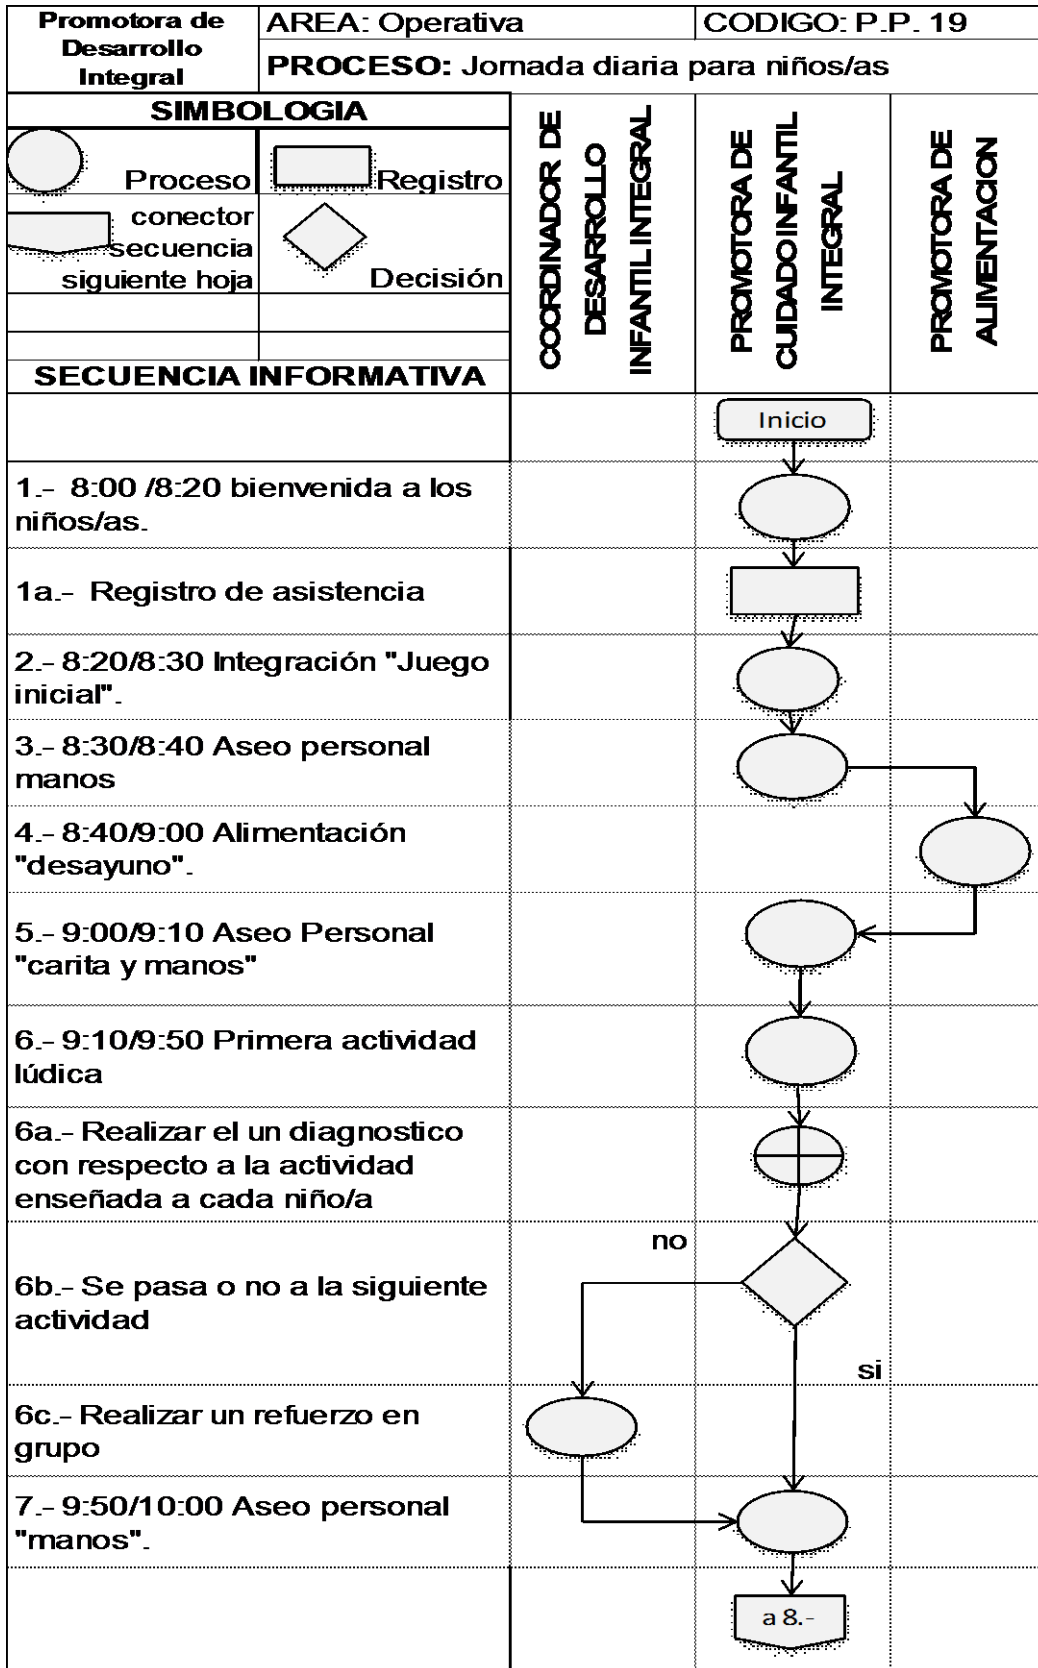 Promotora de
Desarrollo
Integral
AREA: Operativa
CODIGO: P.P. 19
PROCESO: Jornada diaria para niños/as
SIMBOLOGIA
Proceso
Registro
conector
secuencia
siguiente hoja
Decisión
COORDINADOR DE
DESARROLLO
INFANTIL INTEGRAL
PROMOTORA DE
CUIDADO INFANTIL
INTEGRAL
PROMOTORA DE
ALIMENTACION
SECUENCIA INFORMATIVA
Inicio
1.- 8:00 /8:20 bienvenida a los
niños/as.
1a.- Registro de asistencia
2.- 8:20/8:30 Integración "Juego
inicial".
3.- 8:30/8:40 Aseo personal
manos
4.- 8:40/9:00 Alimentación
"desayuno".
5.- 9:00/9:10 Aseo Personal
"carita y manos"
6.- 9:10/9:50 Primera actividad
lúdica
6a.- Realizar el un diagnostico
con respecto a la actividad
enseñada a cada niño/a
no
6b.- Se pasa o no a la siguiente
actividad
si
6c.- Realizar un refuerzo en
grupo
7.- 9:50/10:00 Aseo personal
"manos".
a 8.-